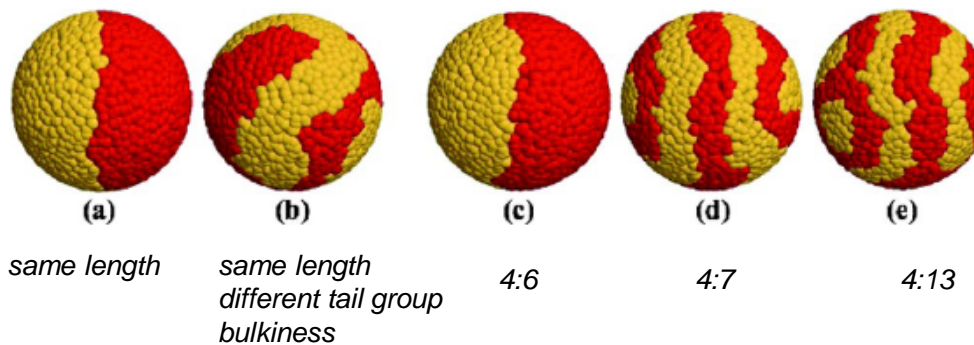 (a) (b) (c) (d) (e)
same length same length 4:6 4:7 4:13
different tail group
bulkiness